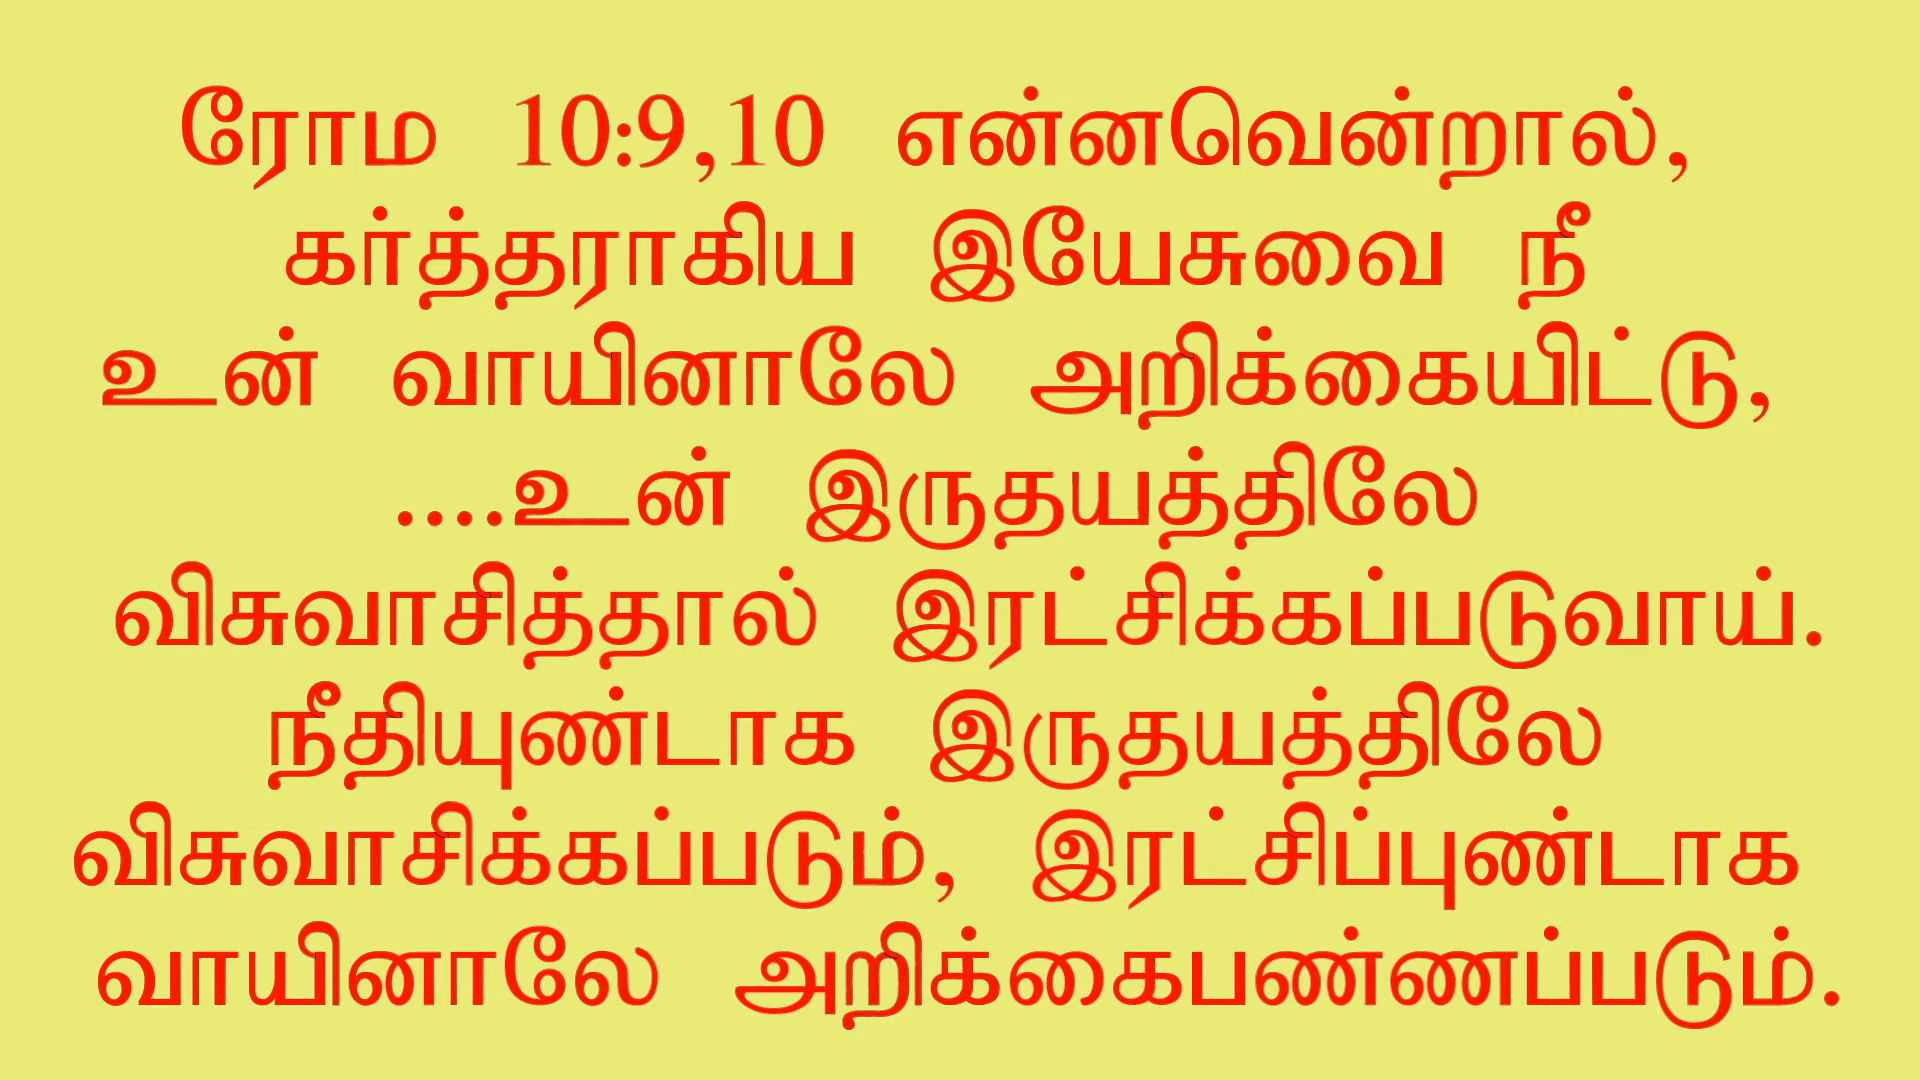 ரோம 10:9,10 என்னவென்றால்,
கர்த்தராகிய இயேசுவை நீ
உன் வாயினாலே அறிக்கையிட்டு,
....உன் இருதயத்திலே
விசுவாசித்தால் இரட்சிக்கப்படுவாய்.
நீதியுண்டாக இருதயத்திலே
விசுவாசிக்கப்படும், இரட்சிப்புண்டாக
வாயினாலே அறிக்கைபண்ணப்படும்.